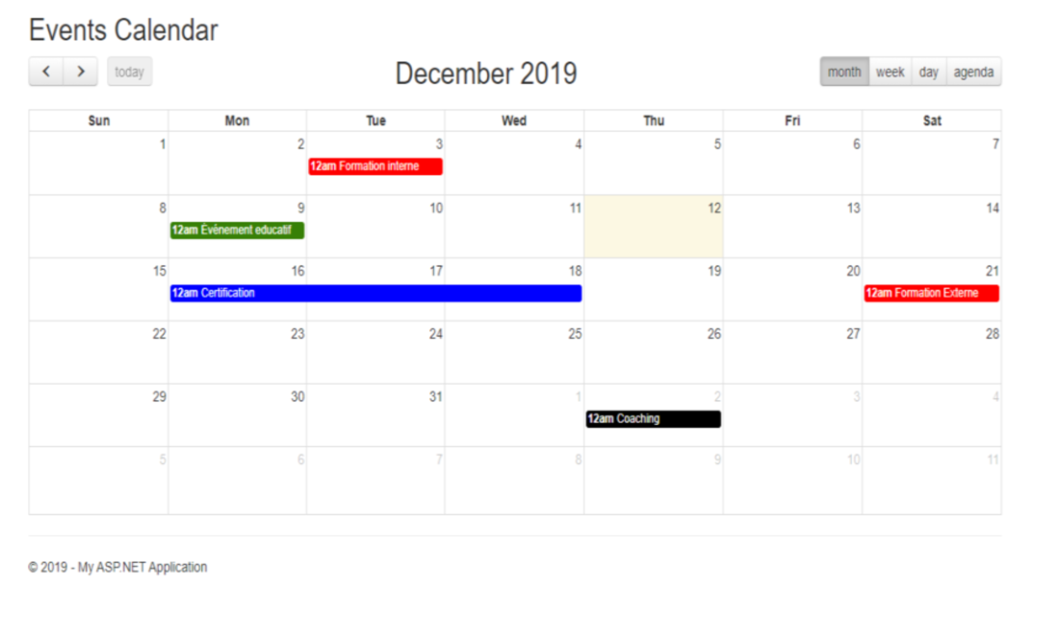 Events Calendar
< > today December 2019 month week day agenda
Sun Mon Tue Wed Thu Fri Sat
1 2 3 4 5 6 7
12am Formation interne
8 9 10 11 12 13 14
12am Évènement educatif
15 16 17 18 19 20 21
12am Certification 12am Formation Externe
22 23 24 25 26 27 28
29 30 31 1 2 3 4
12am Coaching
5 6 7 8 9 10 11
© 2019 - My ASP.NET Application